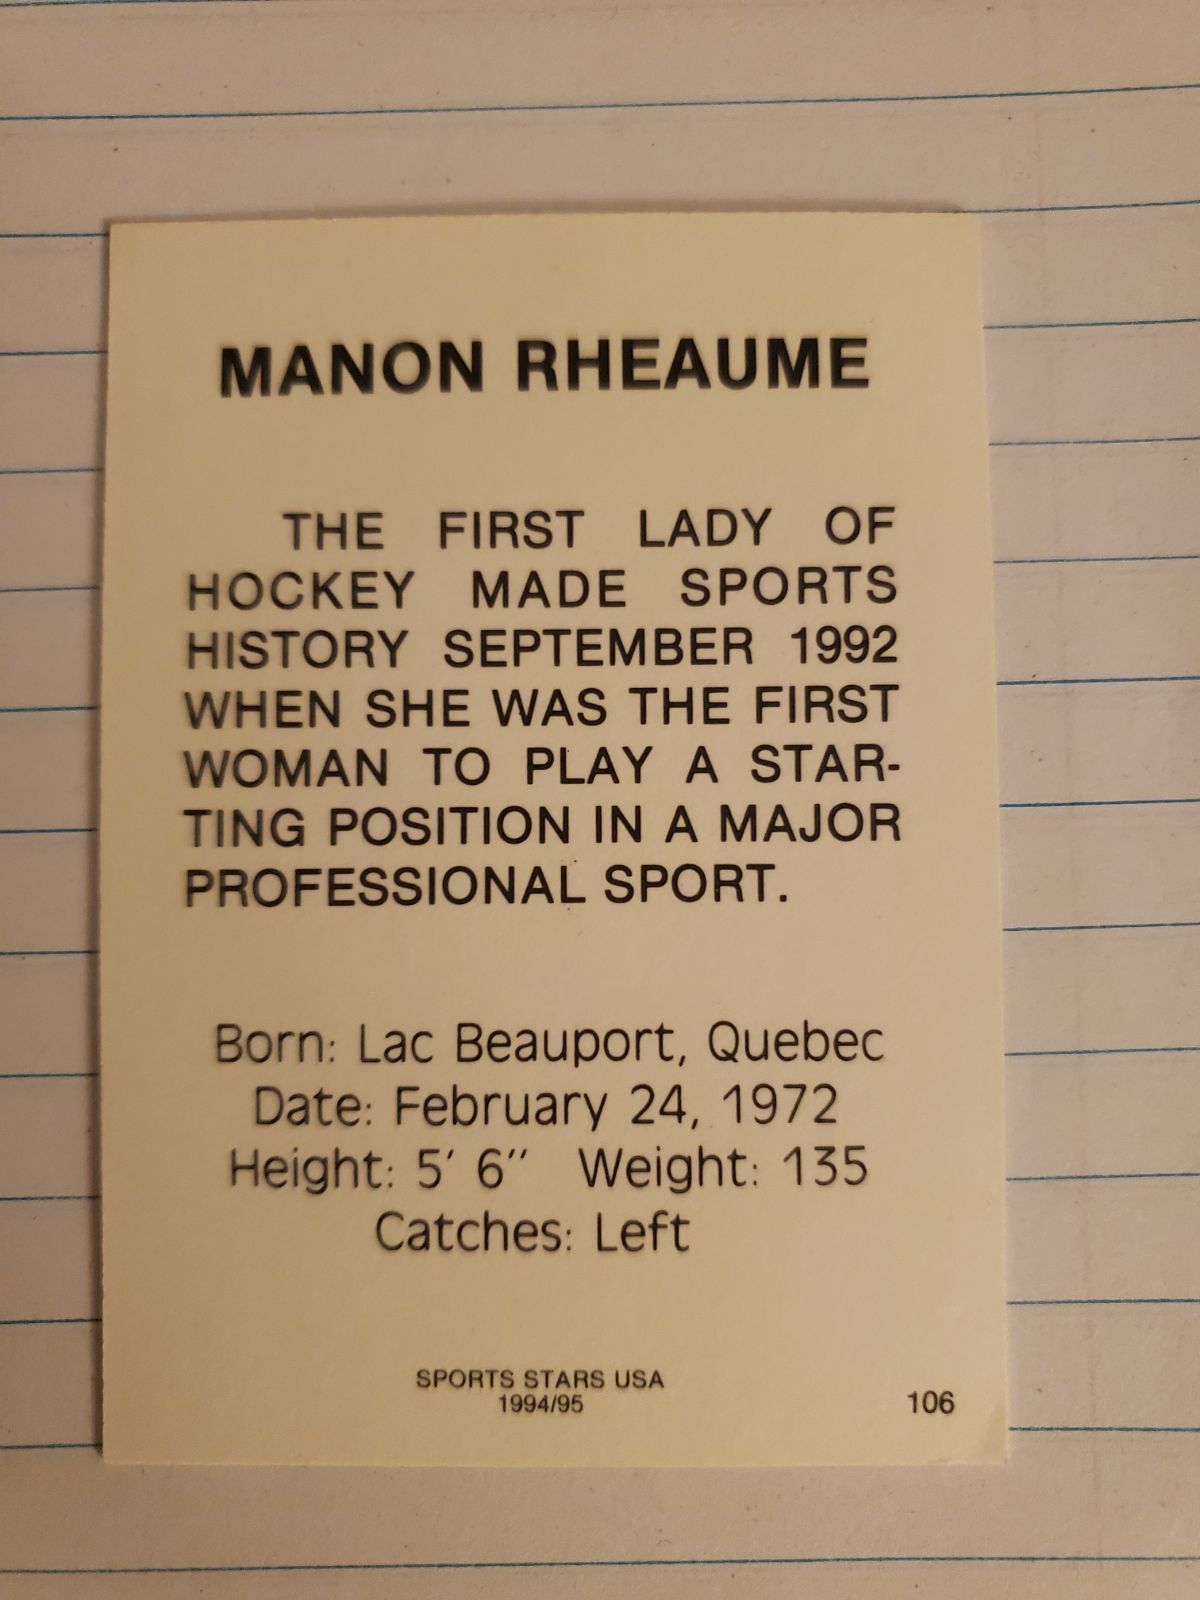 MANON RHEAUME
THE FIRST LADY OF
HOCKEY MADE SPORTS
HISTORY SEPTEMBER 1992
WHEN SHE WAS THE FIRST
WOMAN TO PLAY A STAR-
TING POSITION IN A MAJOR
PROFESSIONAL SPORT.
Born: Lac Beauport, Quebec
Date: February 24, 1972
Height: 5' 6" Weight: 135
Catches: Left
SPORTS STARS USA
1994/95
106